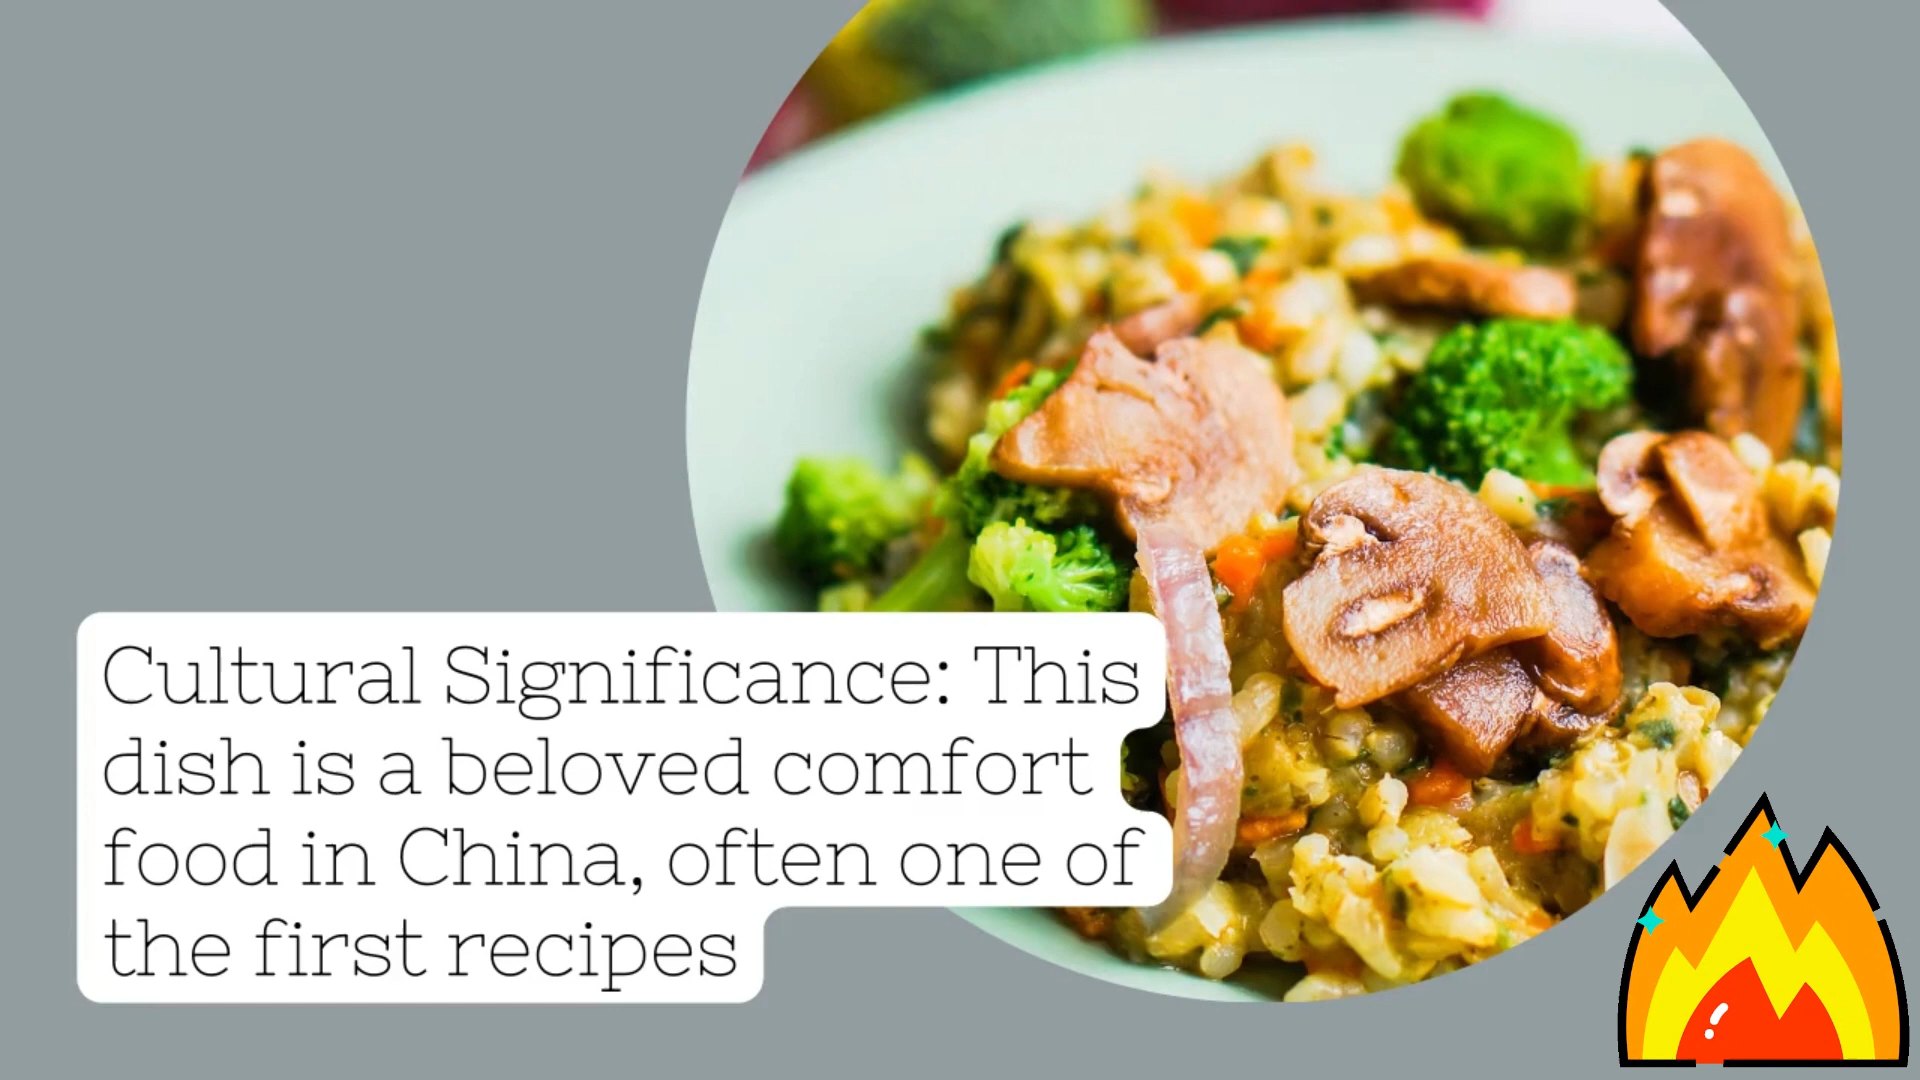 Cultural Significance: This
dish is a beloved comfort
food in China, often one of
the first recipes